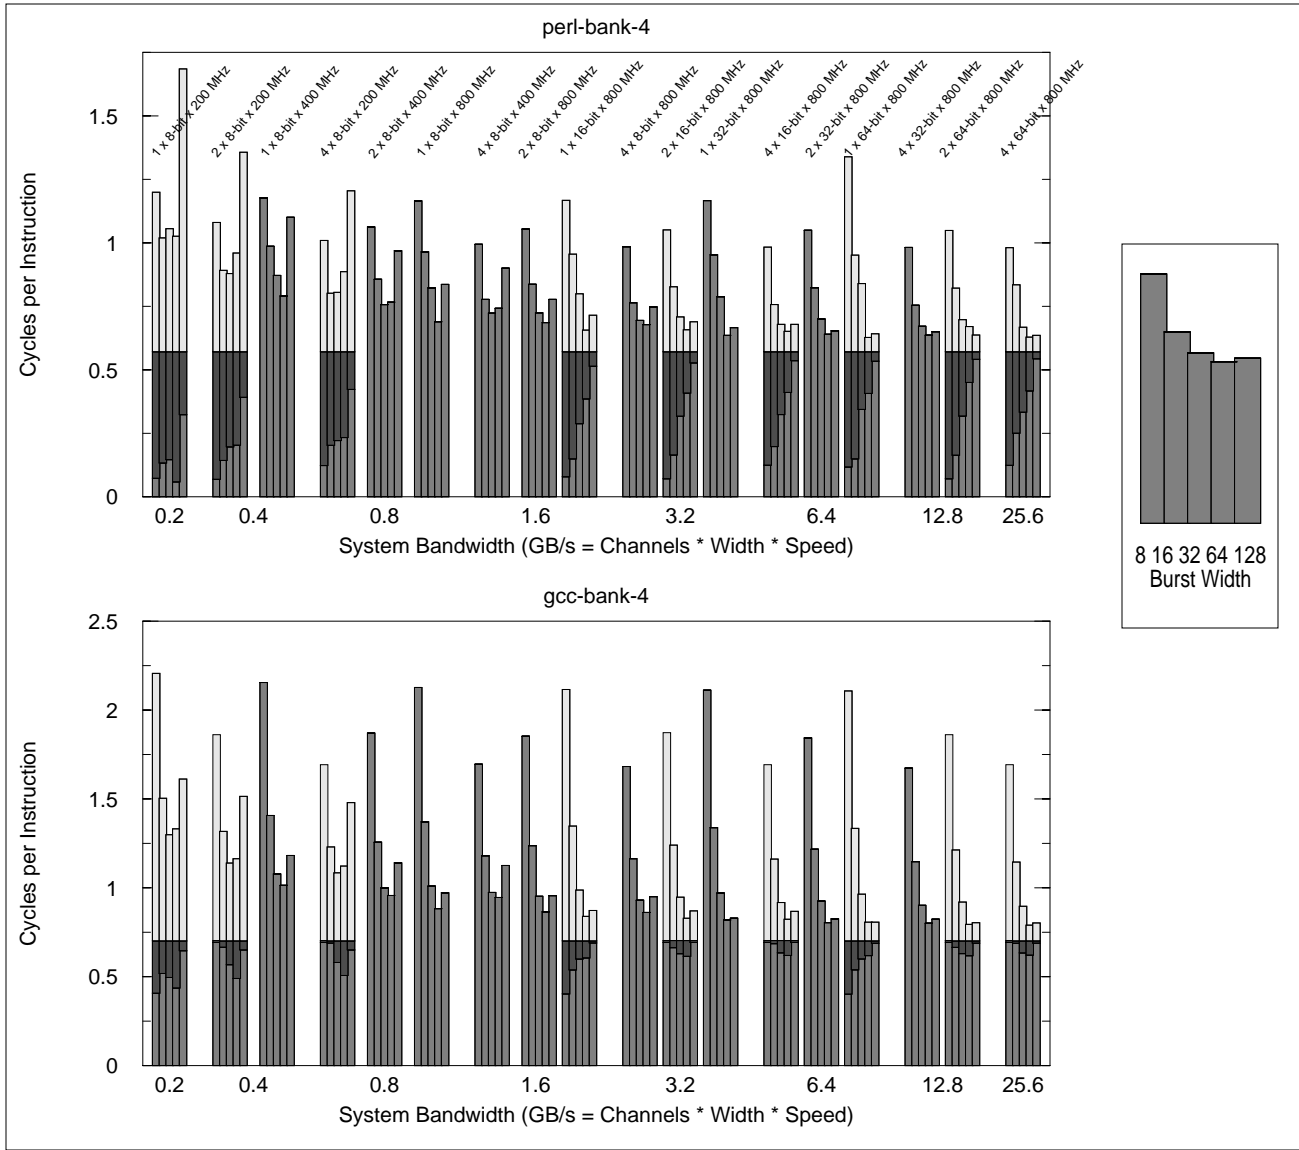 perl-bank-4
1 x 8-bit x 200 MHz
2 x 8-bit x 200 MHz
1 x 8-bit x 400 MHz
4 x 8-bit x 200 MHz
2 x 8-bit x 400 MHz
1 x 8-bit x 800 MHz
4 x 8-bit x 400 MHz
2 x 8-bit x 800 MHz
1 x 16-bit x 800 MHz
4 x 8-bit x 800 MHz
2 x 16-bit x 800 MHz
1 x 32-bit x 800 MHz
4 x 16-bit x 800 MHz
2 x 32-bit x 800 MHz
1 x 64-bit x 800 MHz
4 x 32-bit x 800 MHz
2 x 64-bit x 800 MHz
4 x 64-bit x 800 MHz
Cycles per Instruction
1.5
1
0.5
0
0.2 0.4 0.8 1.6 3.2 6.4 12.8 25.6
System Bandwidth (GB/s = Channels * Width * Speed)
8 16 32 64 128
Burst Width
gcc-bank-4
Cycles per Instruction
2.5
2
1.5
1
0.5
0
0.2 0.4 0.8 1.6 3.2 6.4 12.8 25.6
System Bandwidth (GB/s = Channels * Width * Speed)